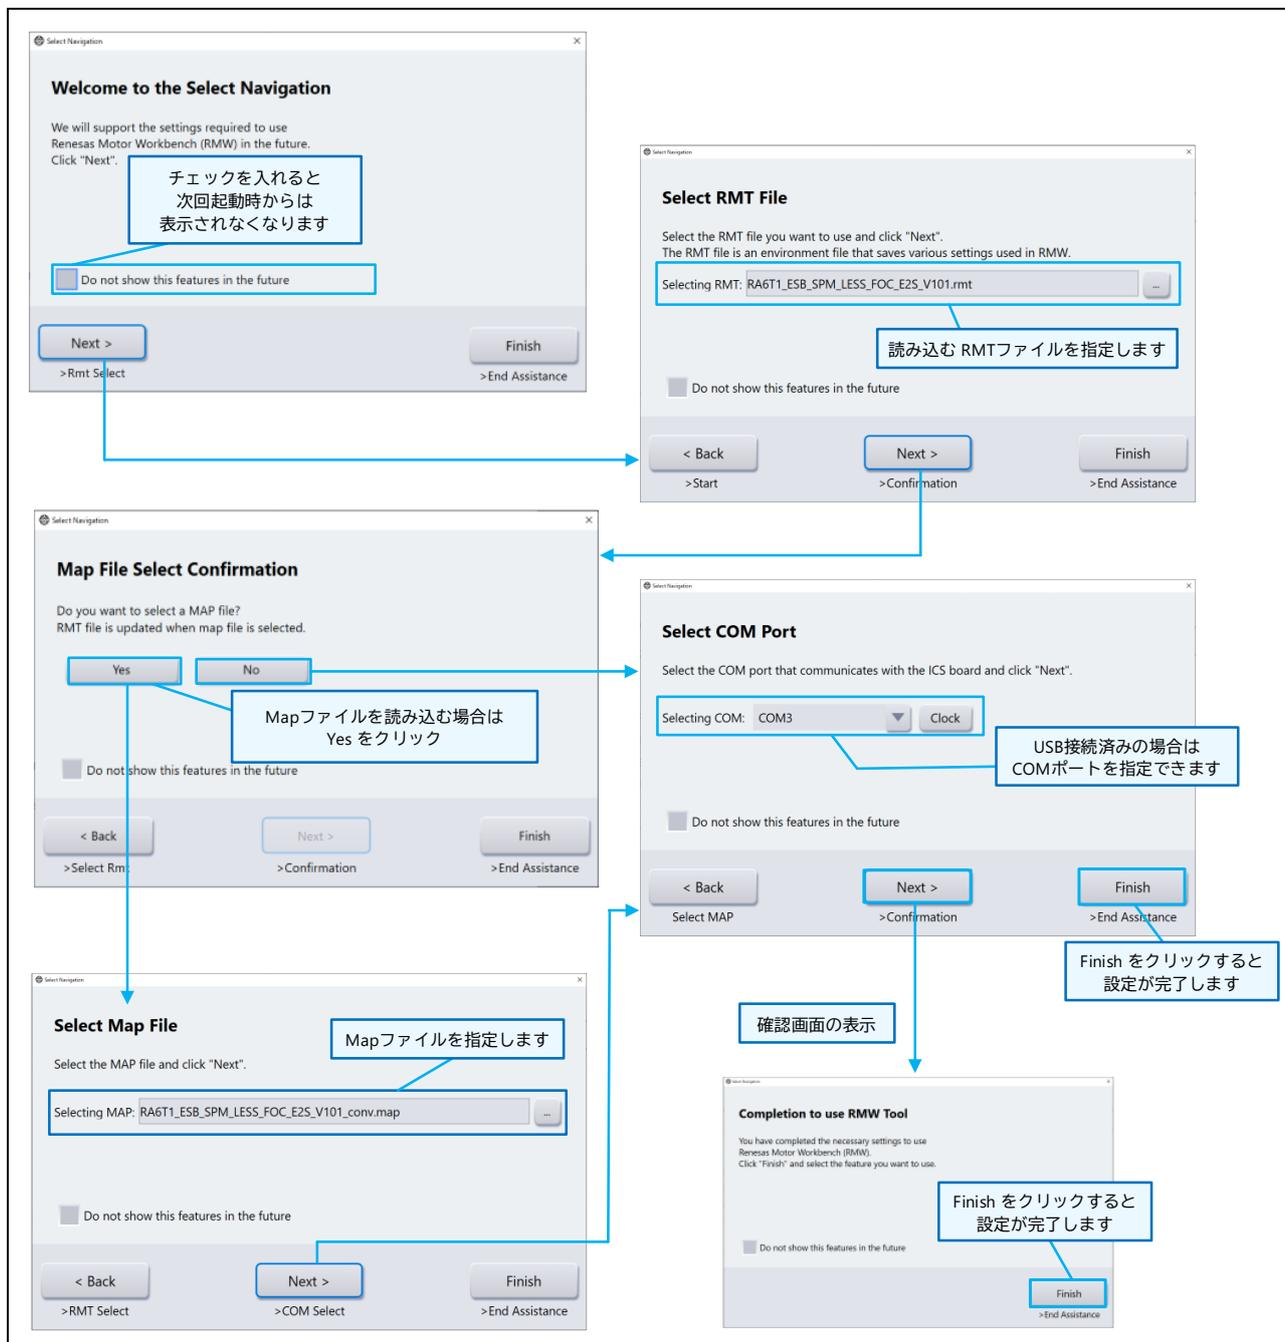 Select Navigation
Welcome to the Select Navigation
We will support the settings required to use
Renesas Motor Workbench (RMW) in the future.
Click "Next".
チェックを入れると
次回起動時からは
表示されなくなります
Do not show this features in the future
Next >
>Rmt Select
Finish
>End Assistance
Select Navigation
Select RMT File
Select the RMT file you want to use and click "Next".
The RMT file is an environment file that saves various settings used in RMW.
Selecting RMT: RA6T1_ESB_SPM_LESS_FOC_E2S_V101.rmt ...
読み込む RMTファイルを指定します
Do not show this features in the future
< Back
>Start
Next >
>Confirmation
Finish
>End Assistance
Select Navigation
Map File Select Confirmation
Do you want to select a MAP file?
RMT file is updated when map file is selected.
Yes
No
Mapファイルを読み込む場合は
Yes をクリック
Do not show this features in the future
< Back
>Select Rmt
Next >
>Confirmation
Finish
>End Assistance
Select Navigation
Select COM Port
Select the COM port that communicates with the ICS board and click "Next".
Selecting COM: COM3 Clock
USB接続済みの場合は
COMポートを指定できます
Do not show this features in the future
< Back
Select MAP
Next >
>Confirmation
Finish
>End Assistance
Finish をクリックすると
設定が完了します
確認画面の表示
Select Navigation
Select Map File
Mapファイルを指定します
Select the MAP file and click "Next".
Selecting MAP: RA6T1_ESB_SPM_LESS_FOC_E2S_V101_conv.map ...
Do not show this features in the future
< Back
>RMT Select
Next >
>COM Select
Finish
>End Assistance
Select Navigation
Completion to use RMW Tool
You have completed the necessary settings to use
Renesas Motor Workbench (RMW).
Click "Finish" and select the feature you want to use.
Finish をクリックすると
設定が完了します
Do not show this features in the future
Finish
>End Assistance